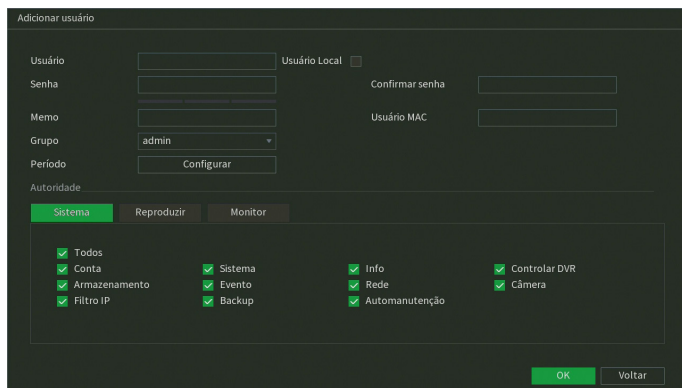 Adicionar usuário
Usuário Usuário Local
Senha Confirmar senha
Memo Usuário MAC
Grupo admin
Período Configurar
Autoridade
Sistema Reproduzir Monitor
Todos
Conta Sistema Info Controlar DVR
Armazenamento Evento Rede Câmera
Filtro IP Backup Automanutenção
OK Voltar